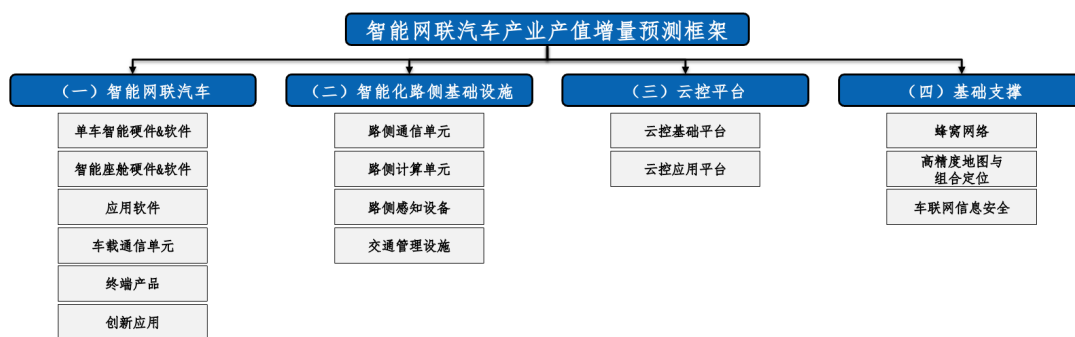 智能网联汽车产业产值增量预测框架
（一）智能网联汽车
单车智能硬件&软件
智能座舱硬件&软件
应用软件
车载通信单元
终端产品
创新应用
（二）智能化路侧基础设施
路侧通信单元
路侧计算单元
路侧感知设备
交通管理设施
（三）云控平台
云控基础平台
云控应用平台
（四）基础支撑
蜂窝网络
高精度地图与
组合定位
车联网信息安全